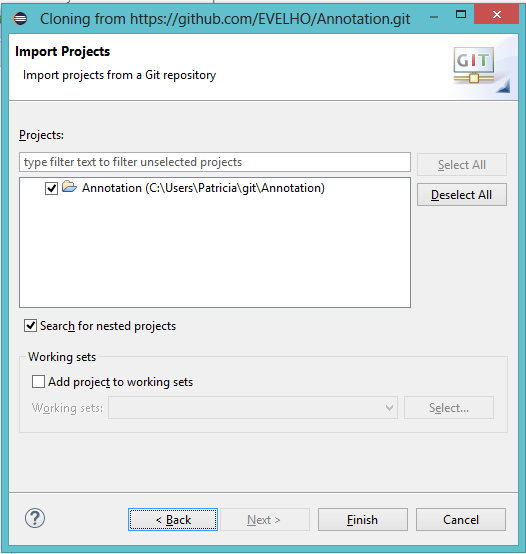 Cloning from https://github.com/EVELHO/Annotation.git
Import Projects
Import projects from a Git repository
GIT
Projects:
type filter text to filter unselected projects
Select All
Annotation (C:\Users\Patricia\git\Annotation)
Deselect All
Search for nested projects
Working sets
Add project to working sets
Working sets:
Select...
?
< Back
Next >
Finish
Cancel